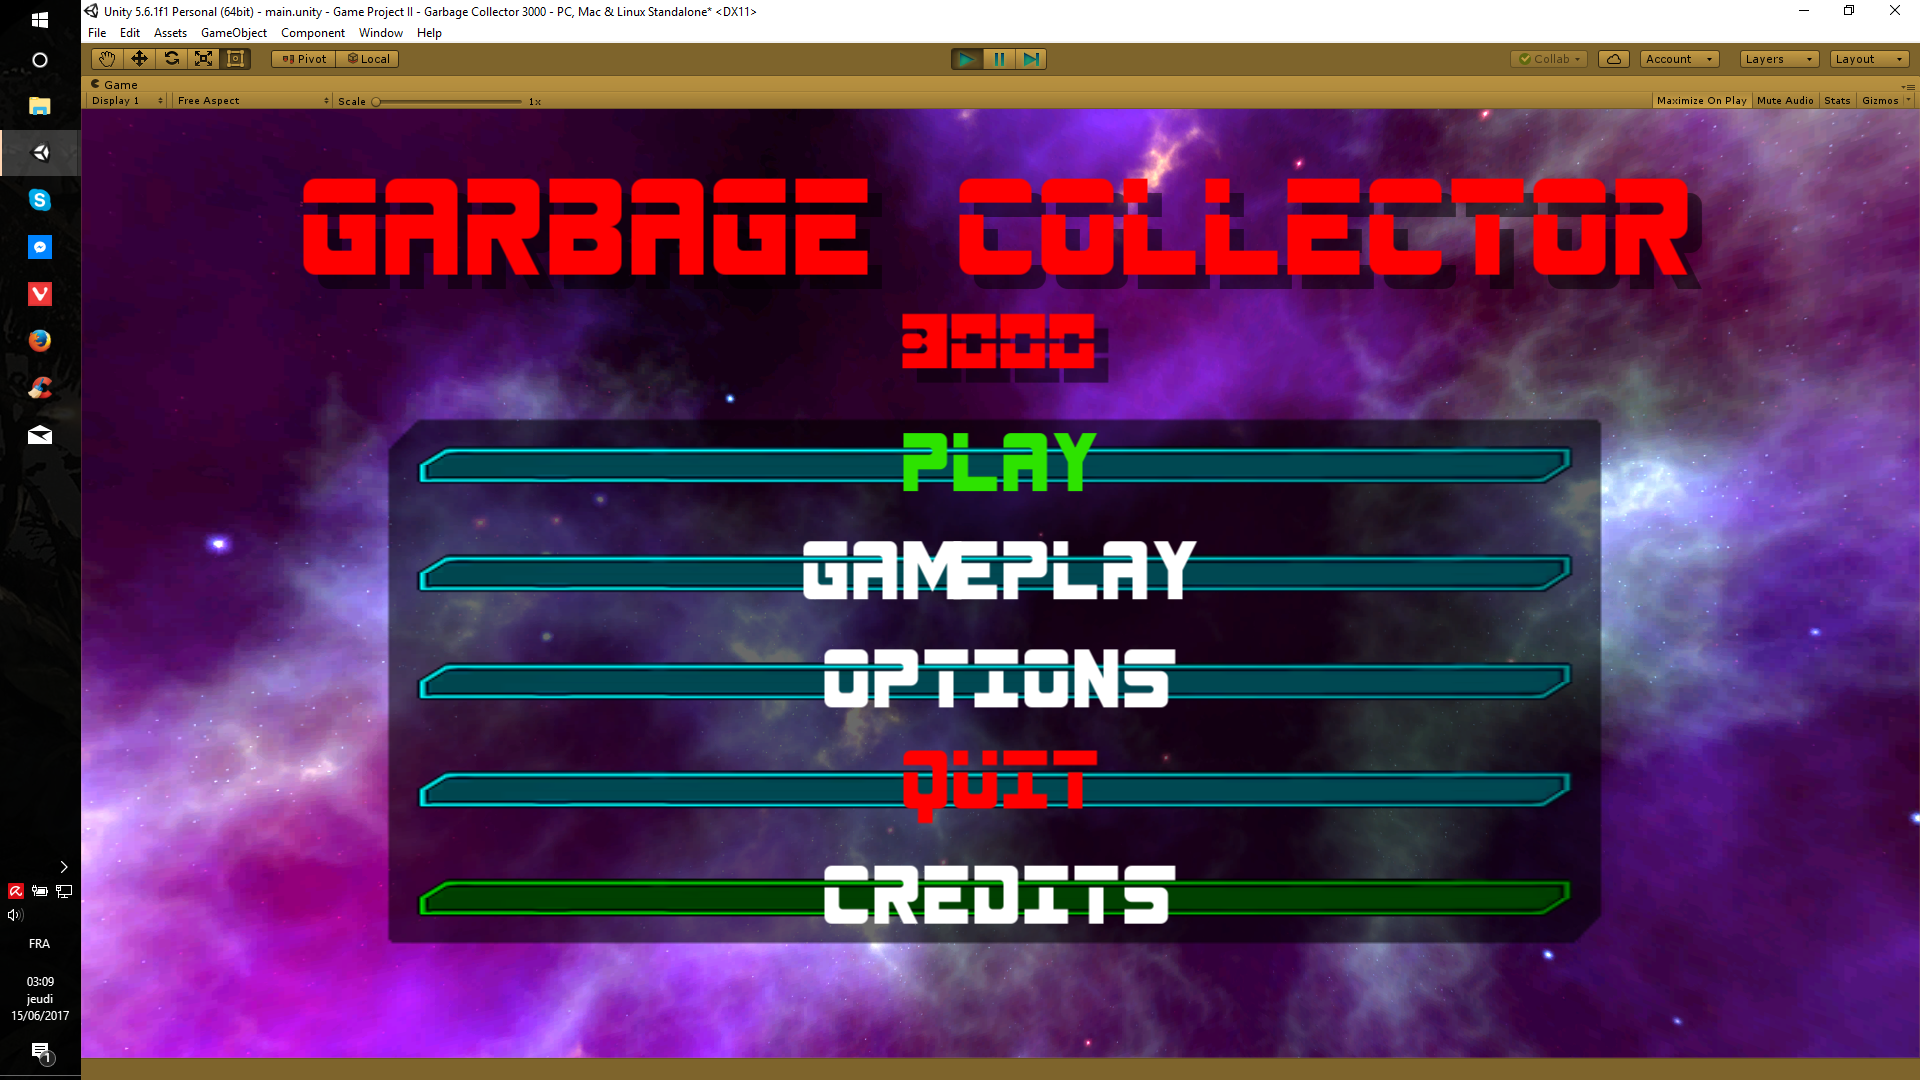 Unity 5.6.1f1 Personal (64bit) - main.unity - Game Project II - Garbage Collector 3000 - PC, Mac & Linux Standalone* <DX11>
File Edit Assets GameObject Component Window Help
Pivot Local Collab Account Layers Layout
Game
Display 1 Free Aspect Scale 1x Maximize On Play Mute Audio Stats Gizmos
GARBAGE COLLECTOR
3000
PLAY
GAMEPLAY
OPTIONS
QUIT
CREDITS
FRA
03:09
jeudi
15/06/2017
1